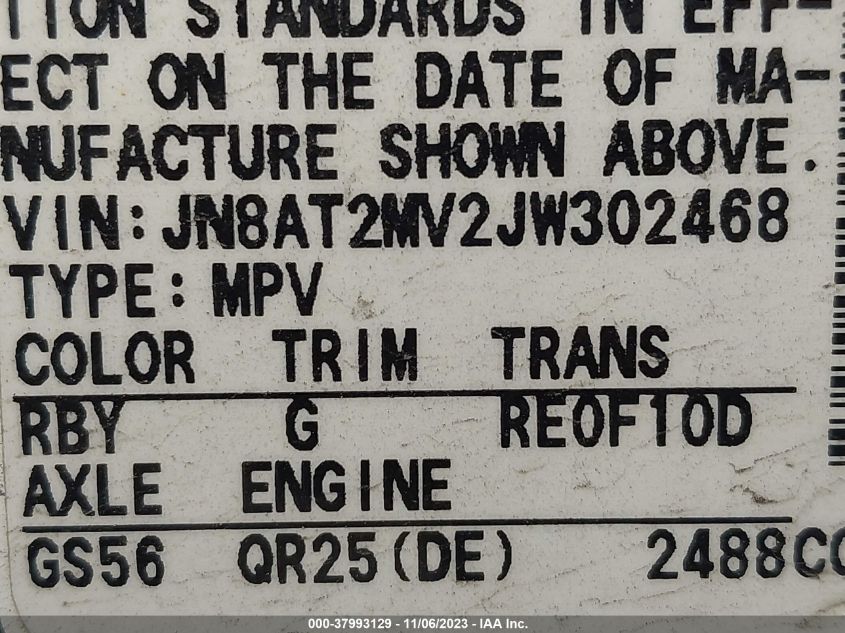 TION STANDARDS IN EFF-
ECT ON THE DATE OF MA-
NUFACTURE SHOWN ABOVE.
VIN:JN8AT2MV2JW302468
TYPE:MPV
COLOR TRIM TRANS
RBY G RE0F10D
AXLE ENGINE
GS56 QR25(DE) 2488CC
000-37993129 - 11/06/2023 - IAA Inc.